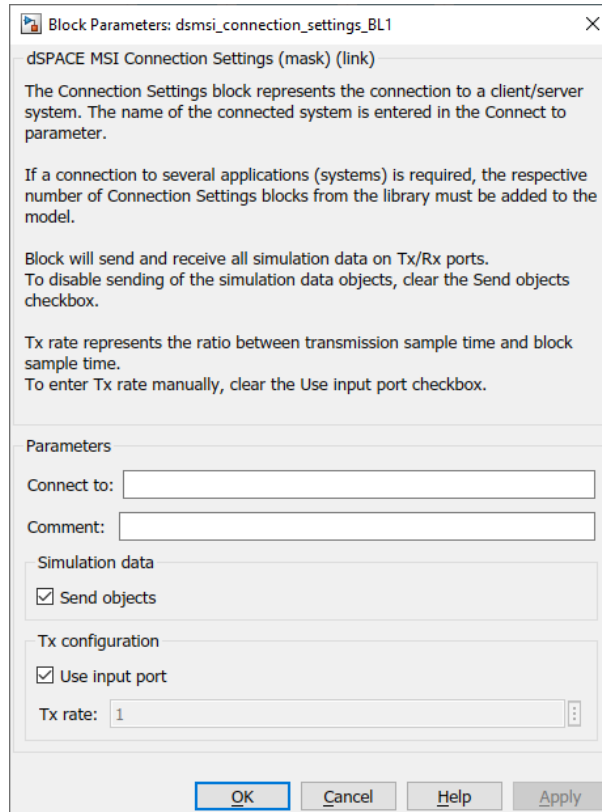 Block Parameters: dsmsi_connection_settings_BL1
dSPACE MSI Connection Settings (mask) (link)
The Connection Settings block represents the connection to a client/server
system. The name of the connected system is entered in the Connect to
parameter.
If a connection to several applications (systems) is required, the respective
number of Connection Settings blocks from the library must be added to the
model.
Block will send and receive all simulation data on Tx/Rx ports.
To disable sending of the simulation data objects, clear the Send objects
checkbox.
Tx rate represents the ratio between transmission sample time and block
sample time.
To enter Tx rate manually, clear the Use input port checkbox.
Parameters
Connect to:
Comment:
Simulation data
Send objects
Tx configuration
Use input port
Tx rate: 1
OK Cancel Help Apply